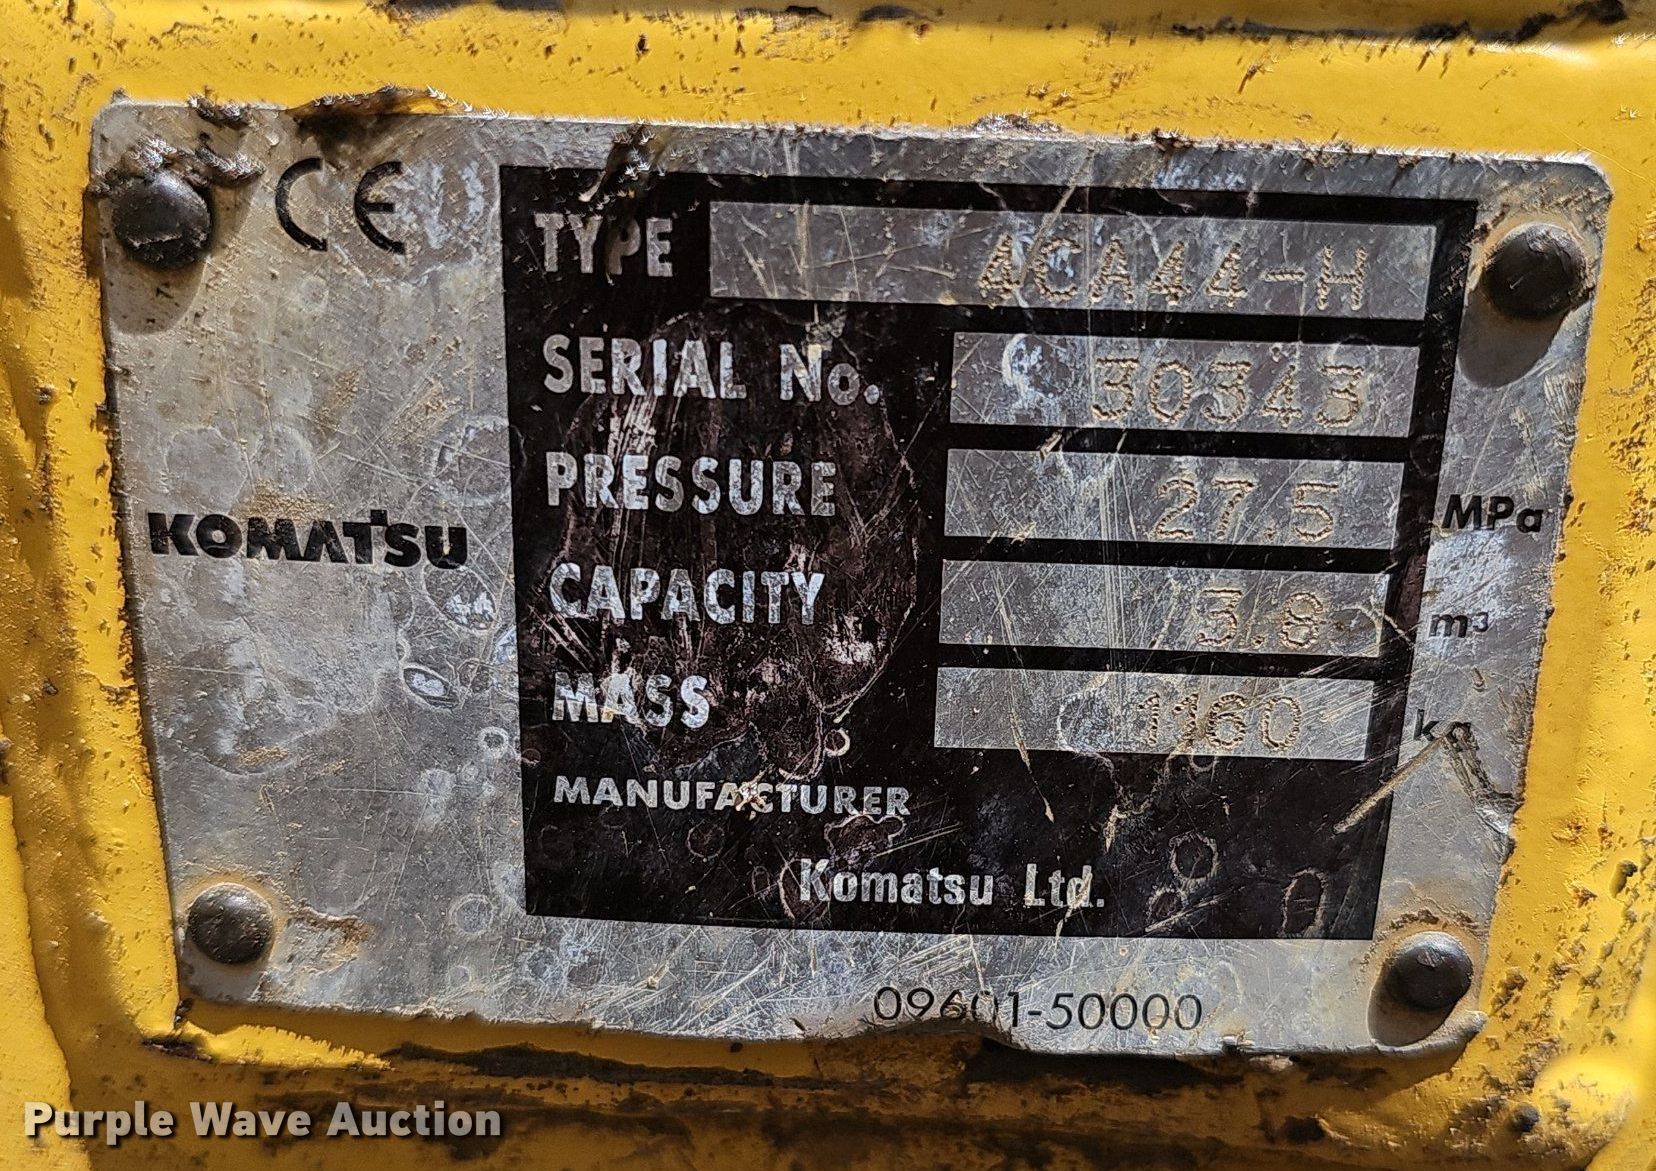 CE
TYPE 4CA44-H
SERIAL No. 30343
PRESSURE 27.5 MPa
CAPACITY 3.8 m³
MASS 1160 kg
KOMATSU
MANUFACTURER
Komatsu Ltd.
09601-50000
Purple Wave Auction